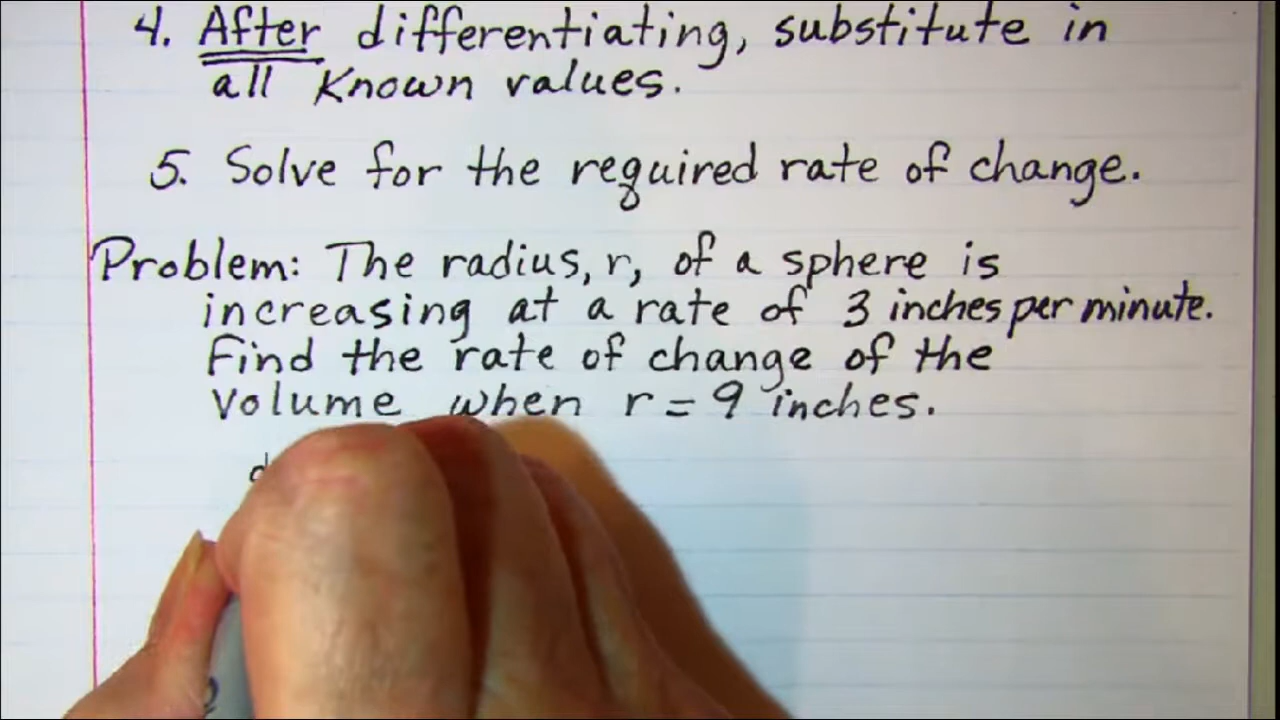 4. After differentiating, substitute in
all known values.
5. Solve for the required rate of change.
Problem: The radius, r, of a sphere is
increasing at a rate of 3 inches per minute.
Find the rate of change of the
volume when r = 9 inches.
d